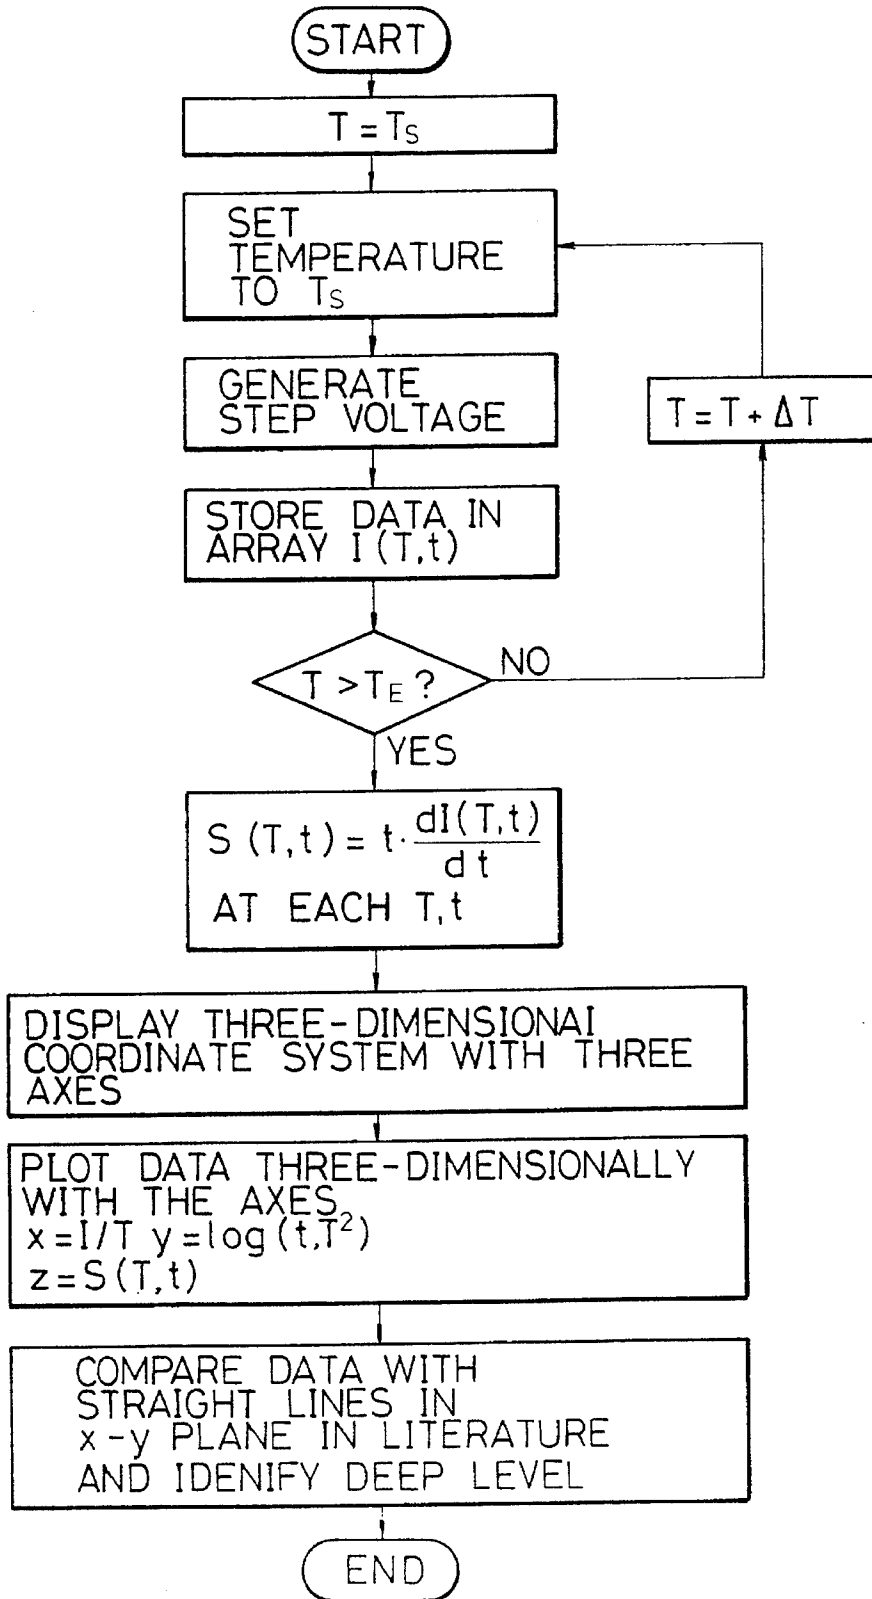 START
T = Ts
SET
TEMPERATURE
TO Ts
GENERATE
STEP VOLTAGE
T = T + ΔT
STORE DATA IN
ARRAY I (T,t)
T > TE ?
NO
YES
S (T,t) = t · dI(T,t) / dt
AT EACH T,t
DISPLAY THREE-DIMENSIONAI
COORDINATE SYSTEM WITH THREE
AXES
PLOT DATA THREE-DIMENSIONALLY
WITH THE AXES
x = I/T y = log (t,T²)
z = S (T,t)
COMPARE DATA WITH
STRAIGHT LINES IN
x-y PLANE IN LITERATURE
AND IDENIFY DEEP LEVEL
END